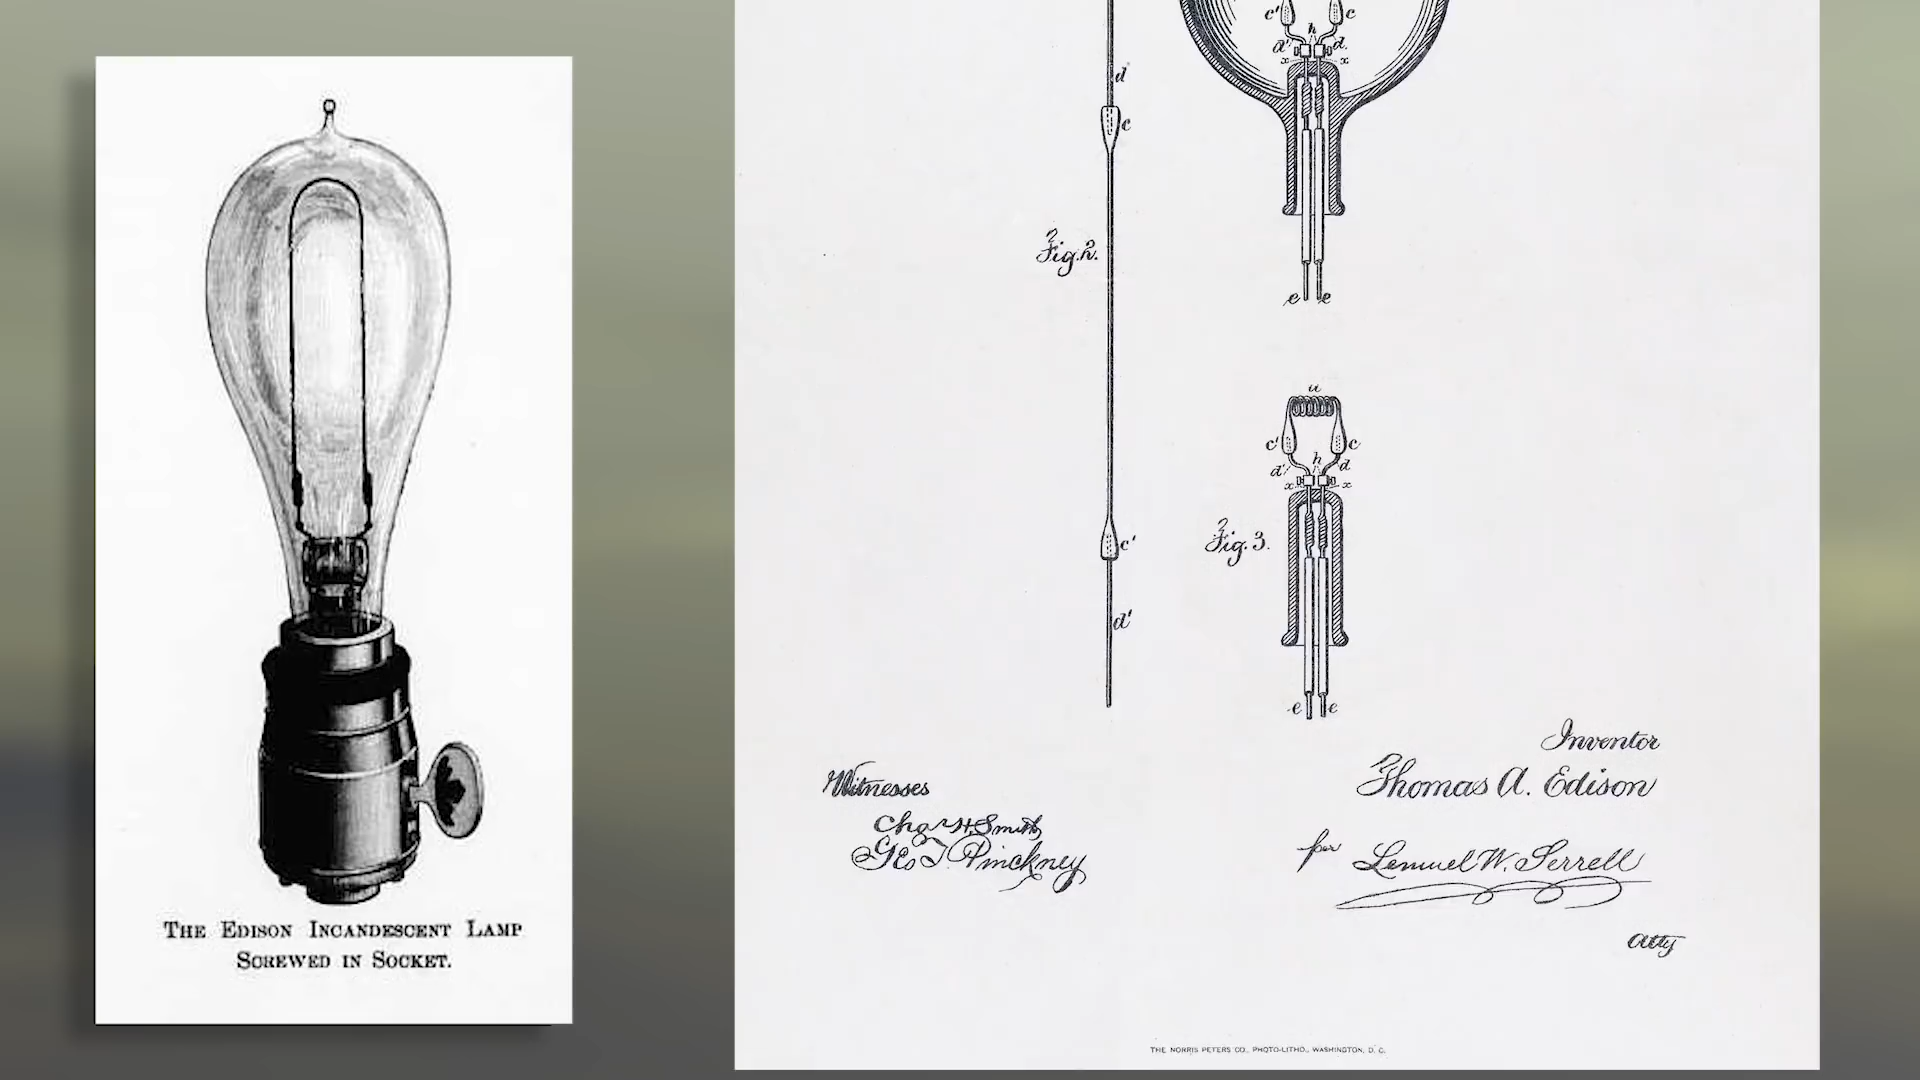 THE EDISON INCANDESCENT LAMP
SCREWED IN SOCKET.
c' c
h
d' d.
x x
d
c
Fig. 2.
e e
u
c' c
h
d' d
x x
Fig. 3.
c'
d'
e e
Inventor
Thomas A. Edison
Witnesses
Chas H. Smith
Geo T Pinckney
for Lemuel W. Serrell
atty
THE NORRIS PETERS CO., PHOTO-LITHO., WASHINGTON, D. C.